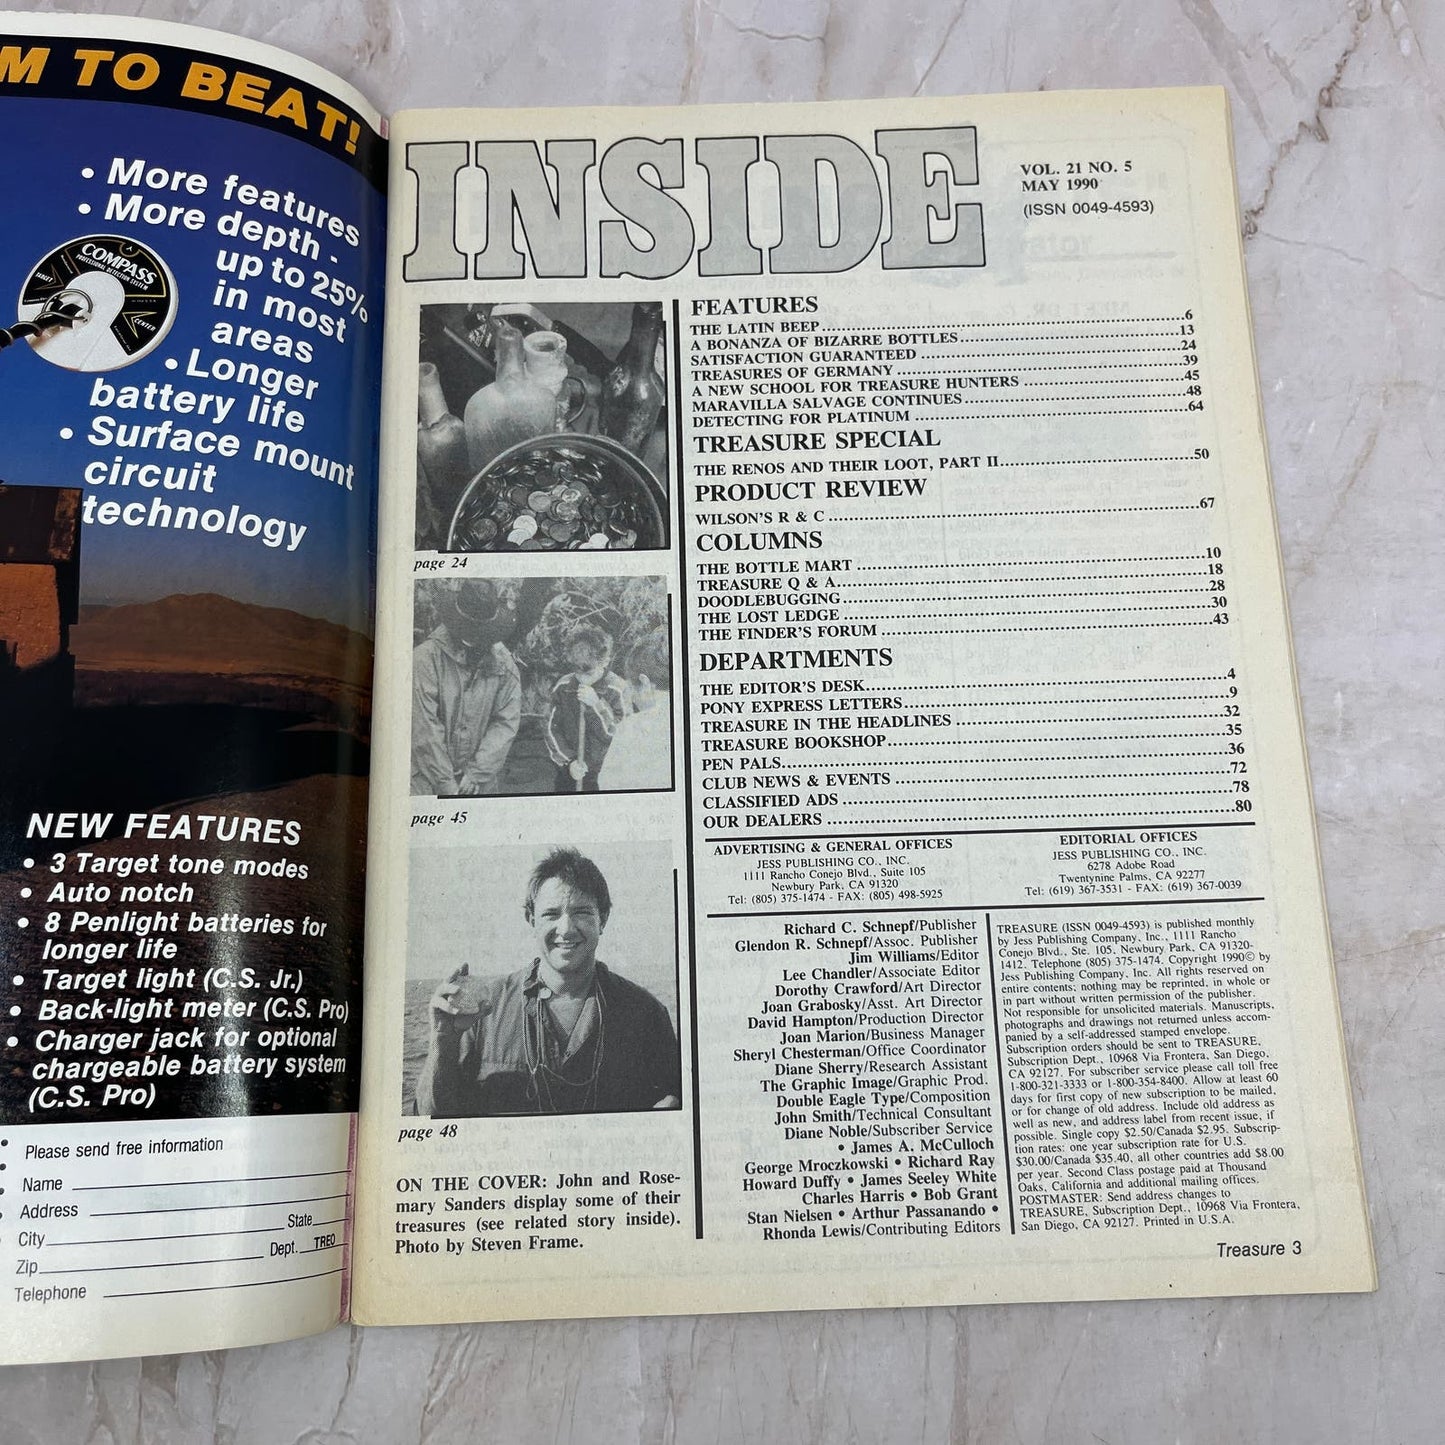 M TO BEAT!
• More features
• More depth -
up to 25%
in most
areas
• Longer
battery life
• Surface mount
circuit
technology
COMPASS
PROFESSIONAL DETECTION SYSTEM
TARGET
CENTER
NEW FEATURES
• 3 Target tone modes
• Auto notch
• 8 Penlight batteries for
longer life
• Target light (C.S. Jr.)
• Back-light meter (C.S. Pro)
• Charger jack for optional
chargeable battery system
(C.S. Pro)
Please send free information
Name
Address
City State
Zip Dept. TREO
Telephone
INSIDE
VOL. 21 NO. 5
MAY 1990
(ISSN 0049-4593)
page 24
page 45
page 48
ON THE COVER: John and Rose-
mary Sanders display some of their
treasures (see related story inside).
Photo by Steven Frame.
FEATURES
THE LATIN BEEP 6
A BONANZA OF BIZARRE BOTTLES 13
SATISFACTION GUARANTEED 24
TREASURES OF GERMANY 39
A NEW SCHOOL FOR TREASURE HUNTERS 45
MARAVILLA SALVAGE CONTINUES 48
DETECTING FOR PLATINUM 64
TREASURE SPECIAL
THE RENOS AND THEIR LOOT, PART II 50
PRODUCT REVIEW
WILSON'S R & C 67
COLUMNS
THE BOTTLE MART 10
TREASURE Q & A 18
DOODLEBUGGING 28
THE LOST LEDGE 30
THE FINDER'S FORUM 43
DEPARTMENTS
THE EDITOR'S DESK 4
PONY EXPRESS LETTERS 9
TREASURE IN THE HEADLINES 32
TREASURE BOOKSHOP 35
PEN PALS 36
CLUB NEWS & EVENTS 72
CLASSIFIED ADS 78
OUR DEALERS 80
ADVERTISING & GENERAL OFFICES
JESS PUBLISHING CO., INC.
1111 Rancho Conejo Blvd., Suite 105
Newbury Park, CA 91320
Tel: (805) 375-1474 - FAX: (805) 498-5925
EDITORIAL OFFICES
JESS PUBLISHING CO., INC.
6278 Adobe Road
Twentynine Palms, CA 92277
Tel: (619) 367-3531 - FAX: (619) 367-0039
Richard C. Schnepf/Publisher
Glendon R. Schnepf/Assoc. Publisher
Jim Williams/Editor
Lee Chandler/Associate Editor
Dorothy Crawford/Art Director
Joan Grabosky/Asst. Art Director
David Hampton/Production Director
Joan Marion/Business Manager
Sheryl Chesterman/Office Coordinator
Diane Sherry/Research Assistant
The Graphic Image/Graphic Prod.
Double Eagle Type/Composition
John Smith/Technical Consultant
Diane Noble/Subscriber Service
• James A. McCulloch
George Mroczkowski • Richard Ray
Howard Duffy • James Seeley White
Charles Harris • Bob Grant
Stan Nielsen • Arthur Passanando •
Rhonda Lewis/Contributing Editors
TREASURE (ISSN 0049-4593) is published monthly
by Jess Publishing Company, Inc., 1111 Rancho
Conejo Blvd., Ste. 105, Newbury Park, CA 91320-
1412. Telephone (805) 375-1474. Copyright 1990© by
Jess Publishing Company, Inc. All rights reserved on
entire contents; nothing may be reprinted, in whole or
in part without written permission of the publisher.
Not responsible for unsolicited materials. Manuscripts,
photographs and drawings not returned unless accom-
panied by a self-addressed stamped envelope.
Subscription orders should be sent to TREASURE,
Subscription Dept., 10968 Via Frontera, San Diego,
CA 92127. For subscriber service please call toll free
1-800-321-3333 or 1-800-354-8400. Allow at least 60
days for first copy of new subscription to be mailed,
or for change of old address. Include old address as
well as new, and address label from recent issue, if
possible. Single copy $2.50/Canada $2.95. Subscrip-
tion rates: one year subscription rate for U.S.
$30.00/Canada $35.40, all other countries add $8.00
per year. Second Class postage paid at Thousand
Oaks, California and additional mailing offices.
POSTMASTER: Send address changes to
TREASURE, Subscription Dept., 10968 Via Frontera,
San Diego, CA 92127. Printed in U.S.A.
Treasure 3